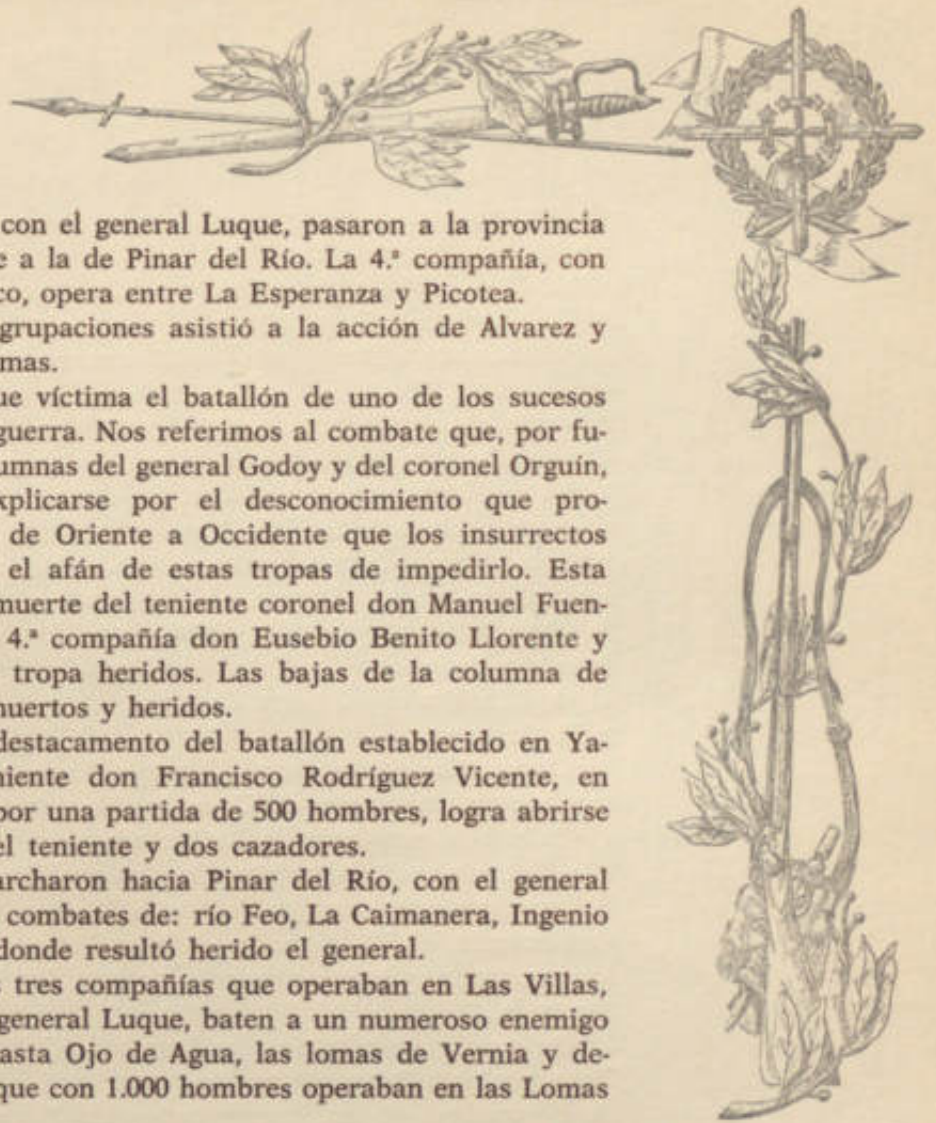 con el general Luque, pasaron a la provincia
e a la de Pinar del Río. La 4.ª compañía, con
co, opera entre La Esperanza y Picotea.
grupaciones asistió a la acción de Alvarez y
mas.
ue víctima el batallón de uno de los sucesos
guerra. Nos referimos al combate que, por fu-
umnas del general Godoy y del coronel Orguín,
xplicarse por el desconocimiento que pro-
de Oriente a Occidente que los insurrectos
el afán de estas tropas de impedirlo. Esta
muerte del teniente coronel don Manuel Fuen-
4.ª compañía don Eusebio Benito Llorente y
tropa heridos. Las bajas de la columna de
nuertos y heridos.
destacamento del batallón establecido en Ya-
niente don Francisco Rodríguez Vicente, en
por una partida de 500 hombres, logra abrirse
el teniente y dos cazadores.
archaron hacia Pinar del Río, con el general
combates de: río Feo, La Caimanera, Ingenio
donde resultó herido el general.
s tres compañías que operaban en Las Villas,
general Luque, baten a un numeroso enemigo
asta Ojo de Agua, las lomas de Vernia y de-
que con 1.000 hombres operaban en las Lomas